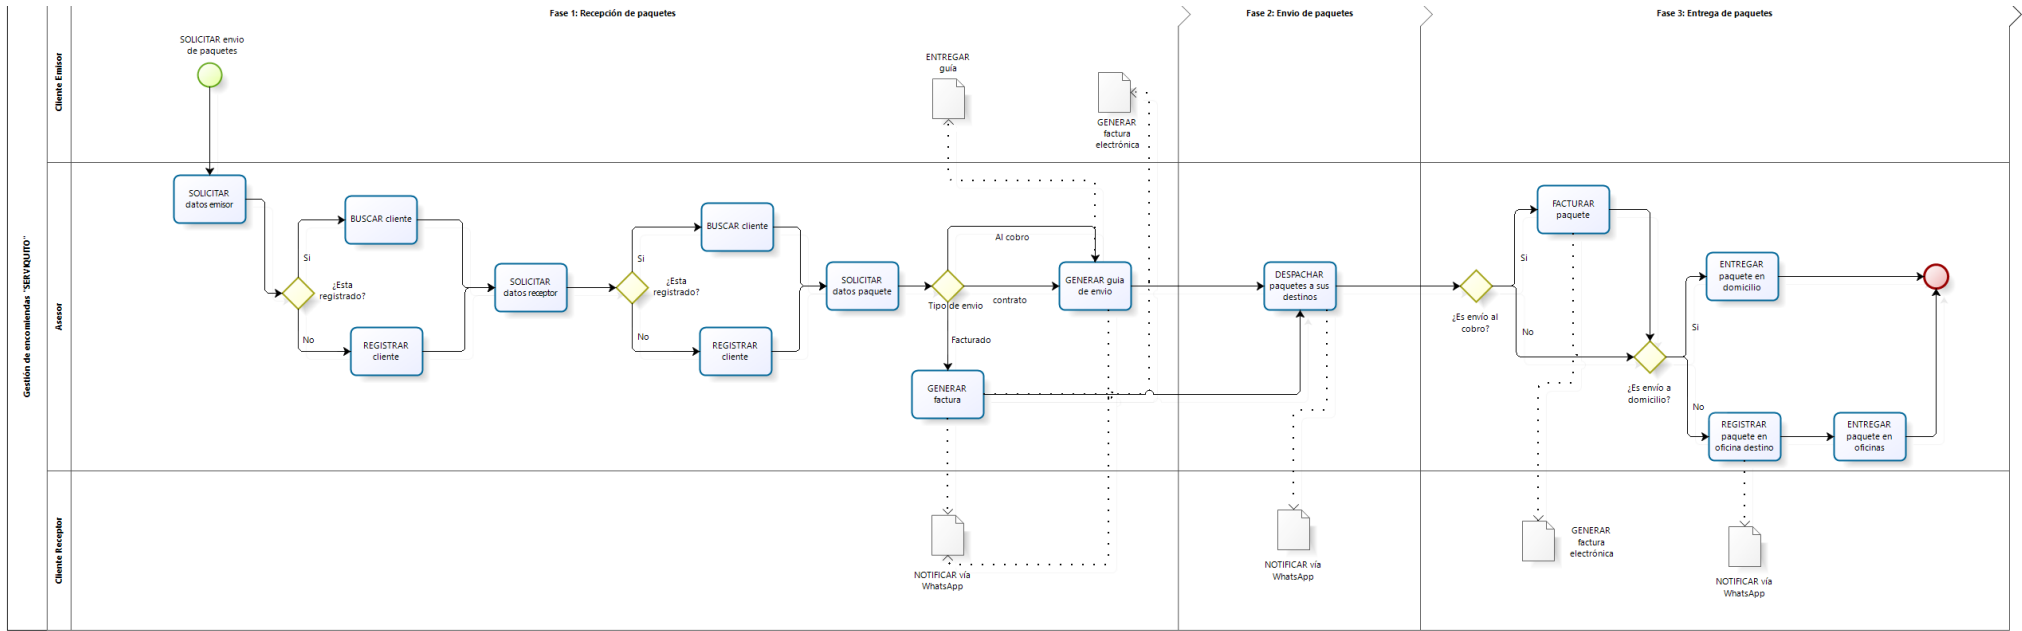 Gestión de encomiendas "SERVIQUITO"
Fase 1: Recepción de paquetes
Fase 2: Envio de paquetes
Fase 3: Entrega de paquetes
Cliente Emisor
SOLICITAR envio
de paquetes
ENTREGAR
guía
GENERAR
factura
electrónica
Asesor
SOLICITAR
datos emisor
¿Esta
registrado?
Si
No
BUSCAR cliente
REGISTRAR
cliente
SOLICITAR
datos receptor
¿Esta
registrado?
Si
No
BUSCAR cliente
REGISTRAR
cliente
SOLICITAR
datos paquete
Tipo de envio
Al cobro
contrato
Facturado
GENERAR guia
de envio
GENERAR
factura
DESPACHAR
paquetes a sus
destinos
¿Es envío al
cobro?
Si
No
FACTURAR
paquete
¿Es envío a
domicilio?
Si
No
ENTREGAR
paquete en
domicilio
REGISTRAR
paquete en
oficina destino
ENTREGAR
paquete en
oficinas
Cliente Receptor
NOTIFICAR vía
WhatsApp
NOTIFICAR vía
WhatsApp
GENERAR
factura
electrónica
NOTIFICAR vía
WhatsApp